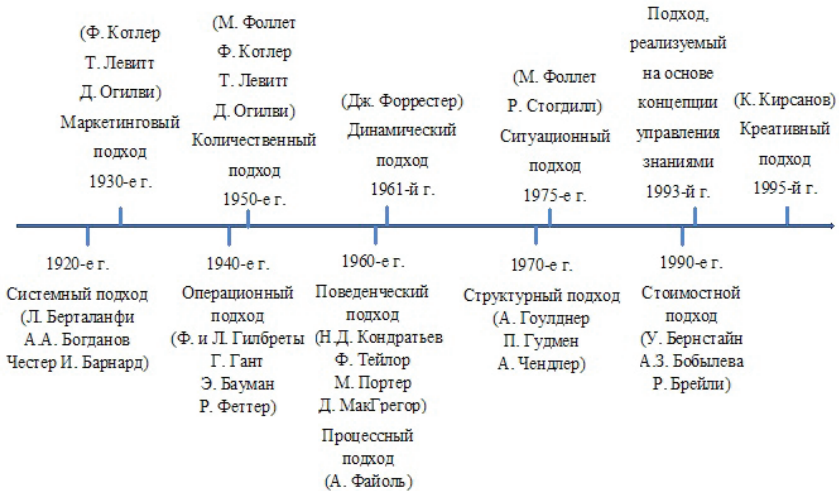 (Ф. Котлер
Т. Левитт
Д. Огилви)
Маркетинговый
подход
1930-е г.
(М. Фоллет
Ф. Котлер
Т. Левитт
Д. Огилви)
Количественный
подход
1950-е г.
(Дж. Форрестер)
Динамический
подход
1961-й г.
(М. Фоллет
Р. Стогдилл)
Ситуационный
подход
1975-е г.
Подход,
реализуемый
на основе
концепции
управления
знаниями
1993-й г.
(К. Кирсанов)
Креативный
подход
1995-й г.
1920-е г.
Системный подход
(Л. Берталанфи
А.А. Богданов
Честер И. Барнард)
1940-е г.
Операционный
подход
(Ф. и Л. Гилбреты
Г. Гант
Э. Бауман
Р. Феттер)
1960-е г.
Поведенческий
подход
(Н.Д. Кондратьев
Ф. Тейлор
М. Портер
Д. МакГрегор)
Процессный
подход
(А. Файоль)
1970-е г.
Структурный подход
(А. Гоулднер
П. Гудмен
А. Чендлер)
1990-е г.
Стоимостной
подход
(У. Бернстайн
А.З. Бобылева
Р. Брейли)